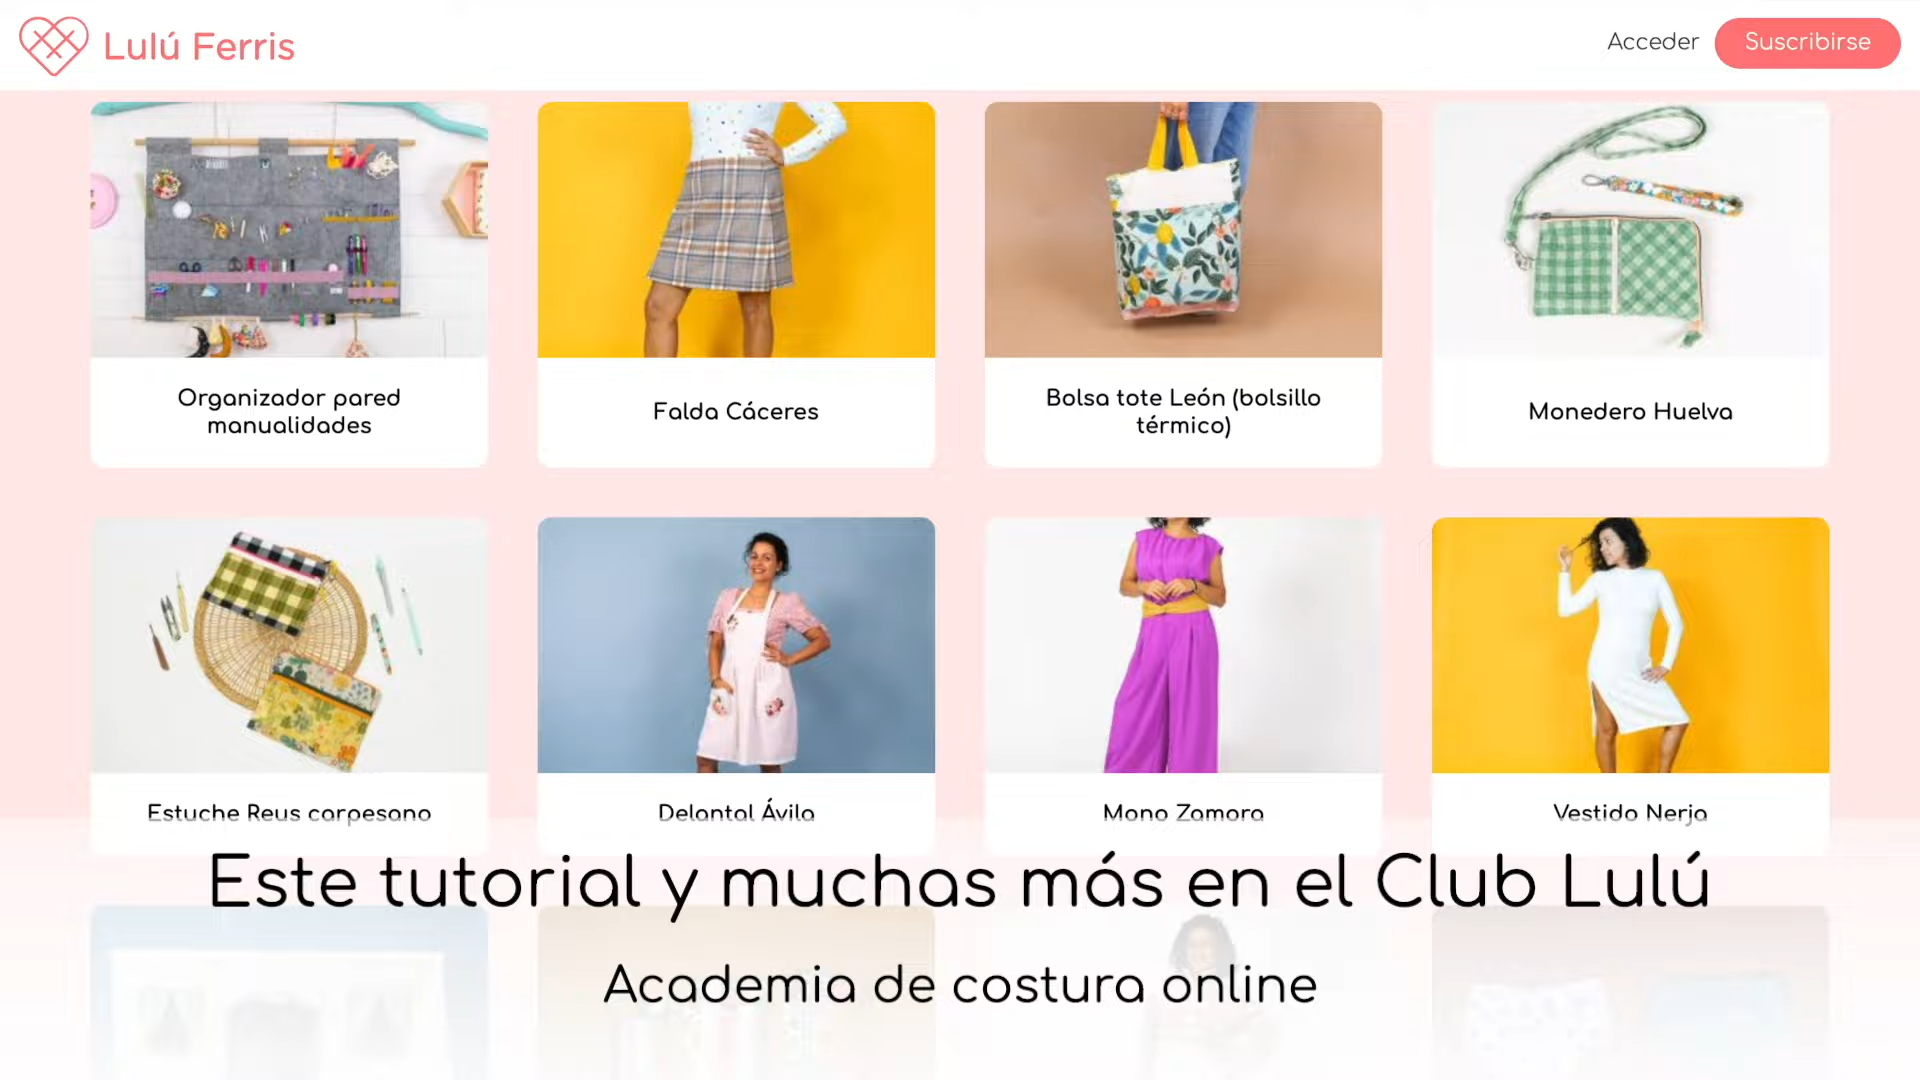 Lulú Ferris
Acceder
Suscribirse
Organizador pared
manualidades
Falda Cáceres
Bolsa tote León (bolsillo
térmico)
Monedero Huelva
Estuche Reus carpesano
Delantal Ávila
Mono Zamora
Vestido Nerja
Este tutorial y muchas más en el Club Lulú
Academia de costura online